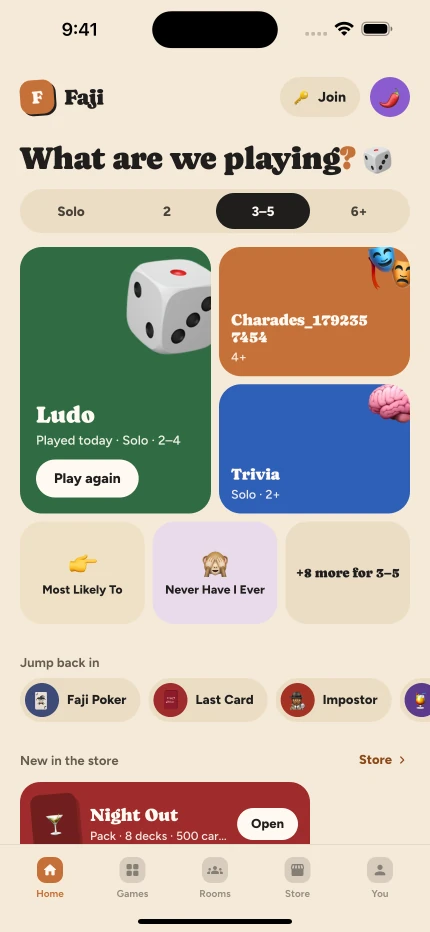 9:41
F Faji
Join
What are we playing?
Solo 2 3–5 6+
Ludo
Played today · Solo · 2–4
Play again
Charades_179235
7454
4+
Trivia
Solo · 2+
Most Likely To
Never Have I Ever
+8 more for 3–5
Jump back in
Faji Poker
Last Card
Impostor
New in the store
Store
Night Out
Pack · 8 decks · 500 car...
Open
Home Games Rooms Store You